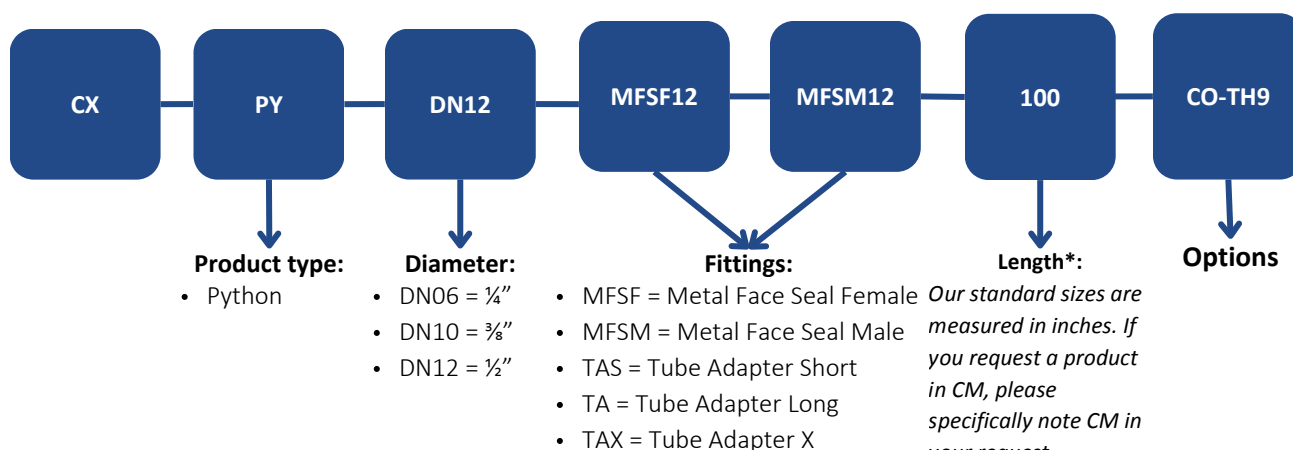 CX
PY
DN12
MFSF12
MFSM12
100
CO-TH9
Product type:
• Python
Diameter:
• DN06 = ¼”
• DN10 = ⅜”
• DN12 = ½”
Fittings:
• MFSF = Metal Face Seal Female
• MFSM = Metal Face Seal Male
• TAS = Tube Adapter Short
• TA = Tube Adapter Long
• TAX = Tube Adapter X
Length*:
Our standard sizes are
measured in inches. If
you request a product
in CM, please
specifically note CM in
your request
Options